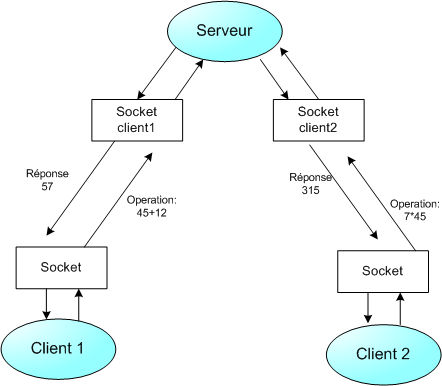 Serveur
Socket
client1
Socket
client2
Réponse
57
Operation:
45+12
Réponse
315
Operation:
7*45
Socket
Socket
Client 1
Client 2